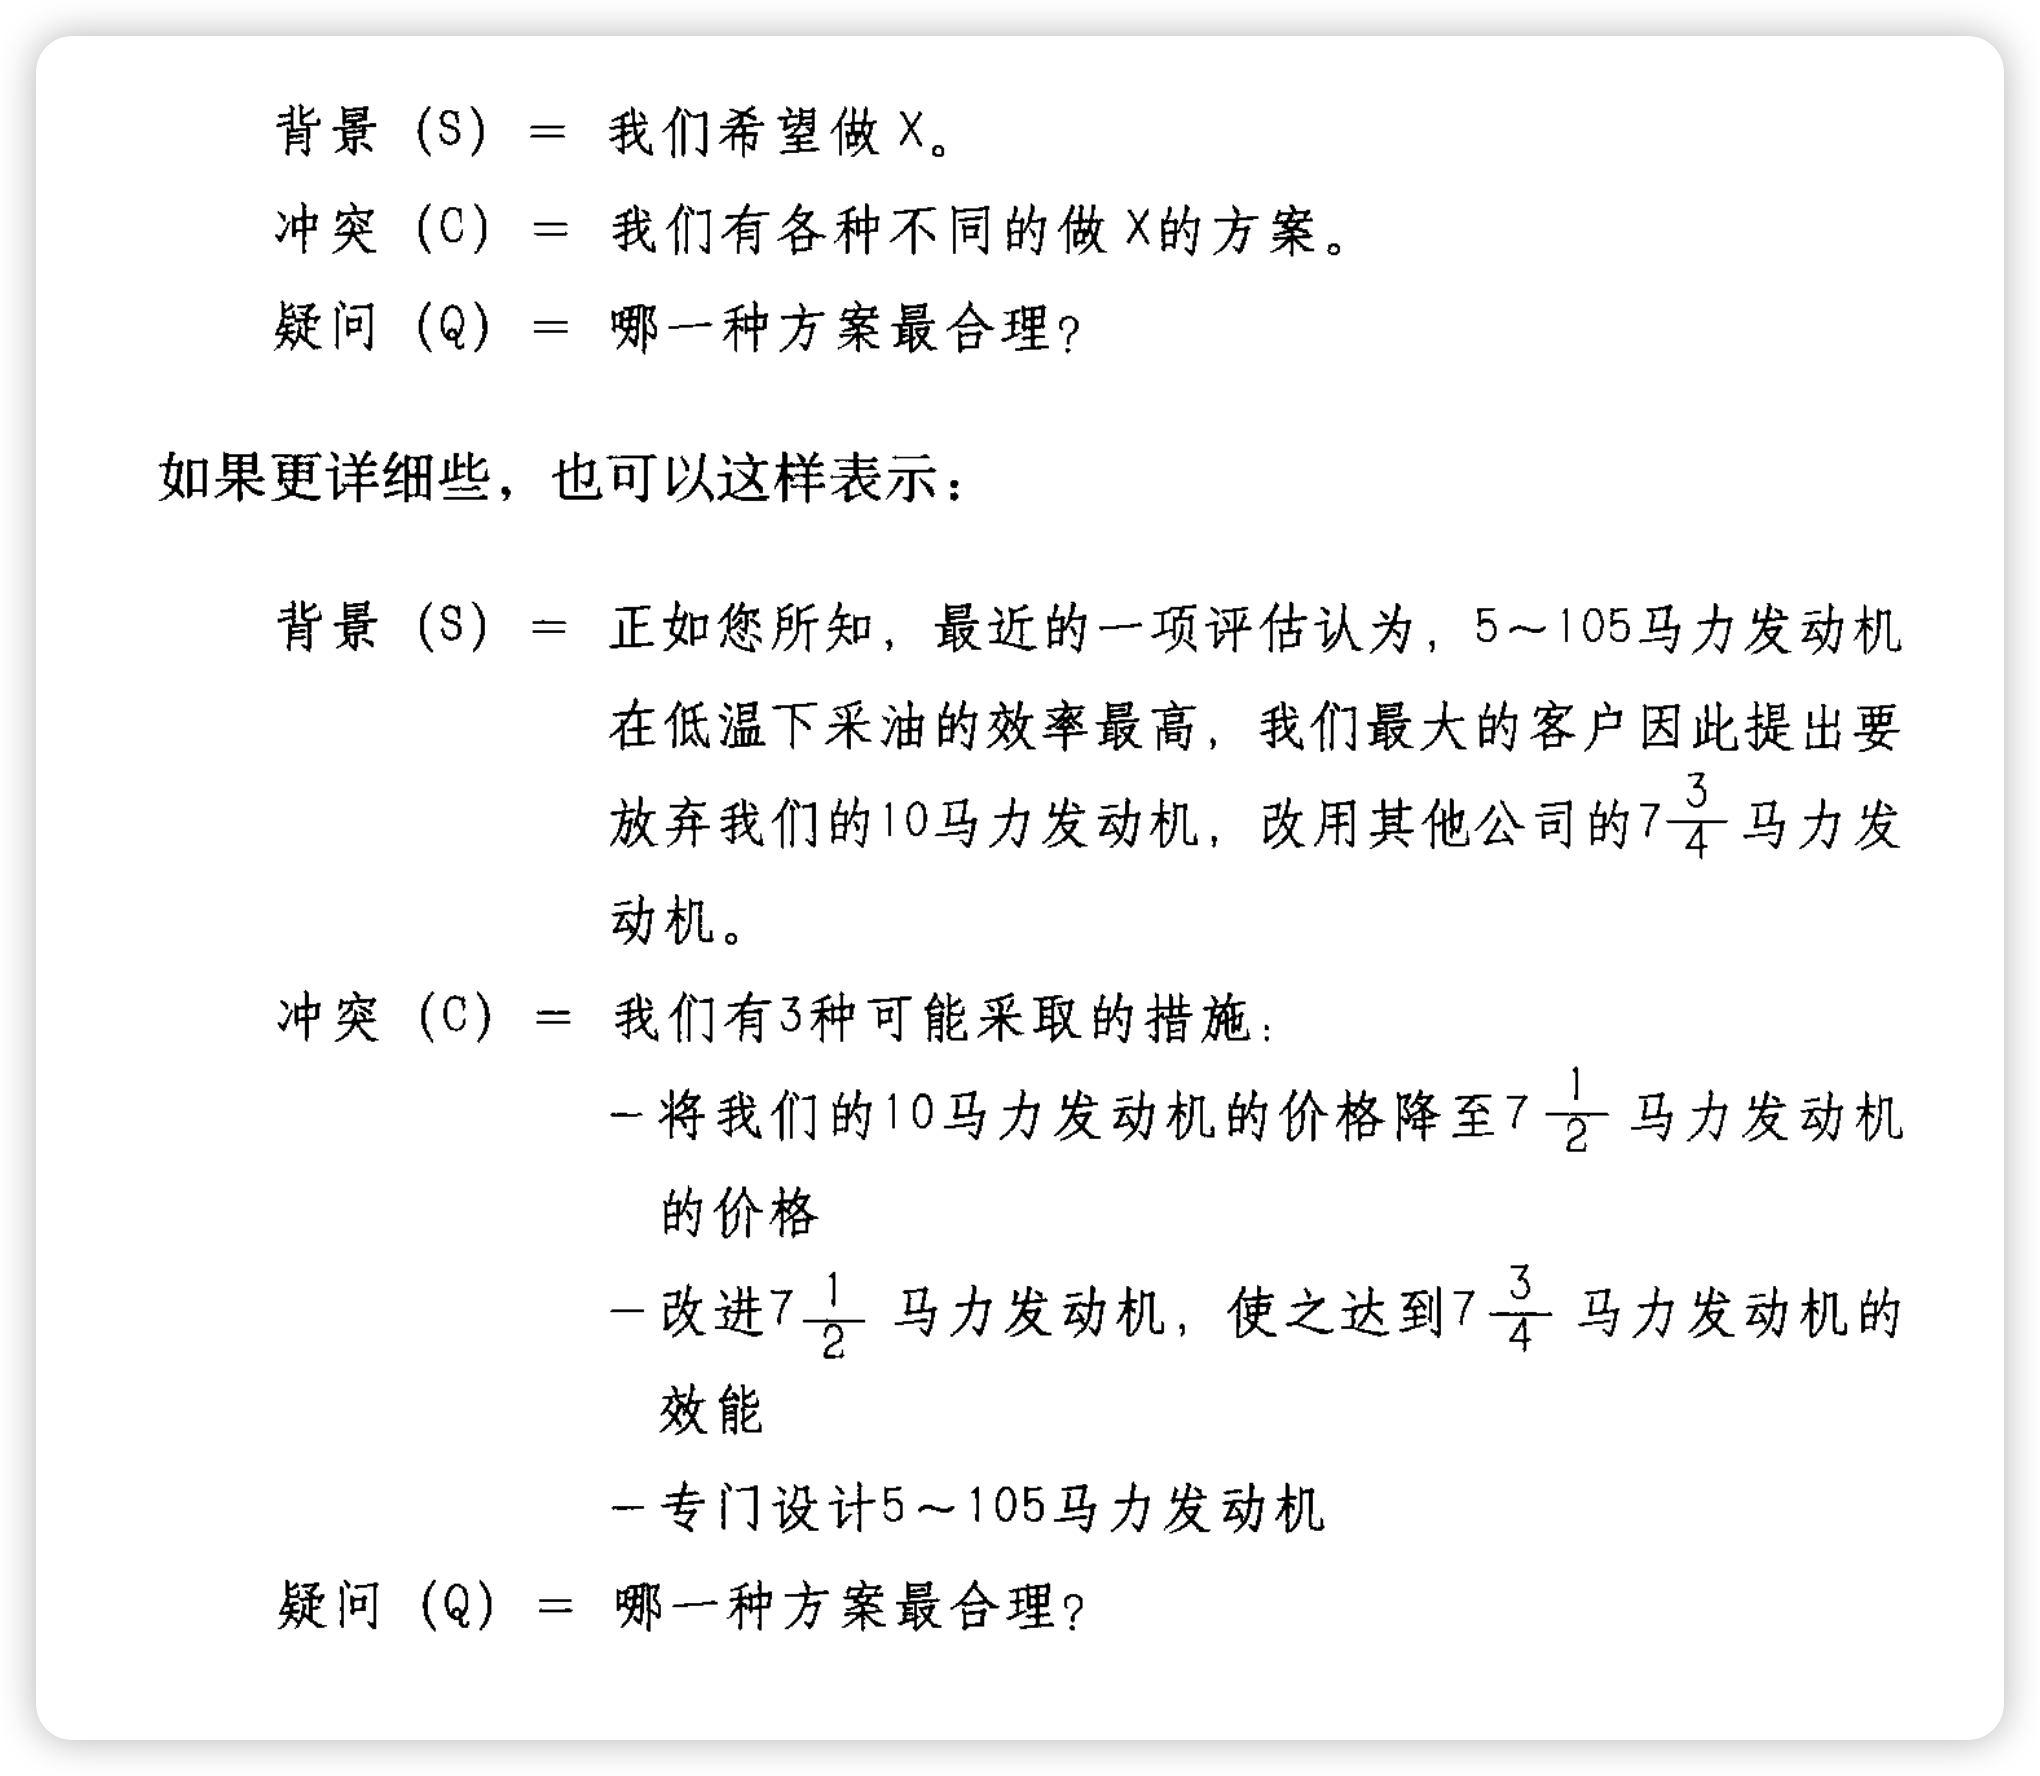 背景（S） = 我们希望做 X。
冲突（C） = 我们有各种不同的做 X的方案。
疑问（Q） = 哪一种方案最合理?
如果更详细些，也可以这样表示：
背景（S） = 正如您所知，最近的一项评估认为，5～105马力发动机
在低温下采油的效率最高，我们最大的客户因此提出要
放弃我们的10马力发动机，改用其他公司的7 3/4 马力发
动机。
冲突（C） = 我们有3种可能采取的措施：
－将我们的10马力发动机的价格降至7 1/2 马力发动机
的价格
－改进7 1/2 马力发动机，使之达到7 3/4 马力发动机的
效能
－专门设计5～105马力发动机
疑问（Q） = 哪一种方案最合理?